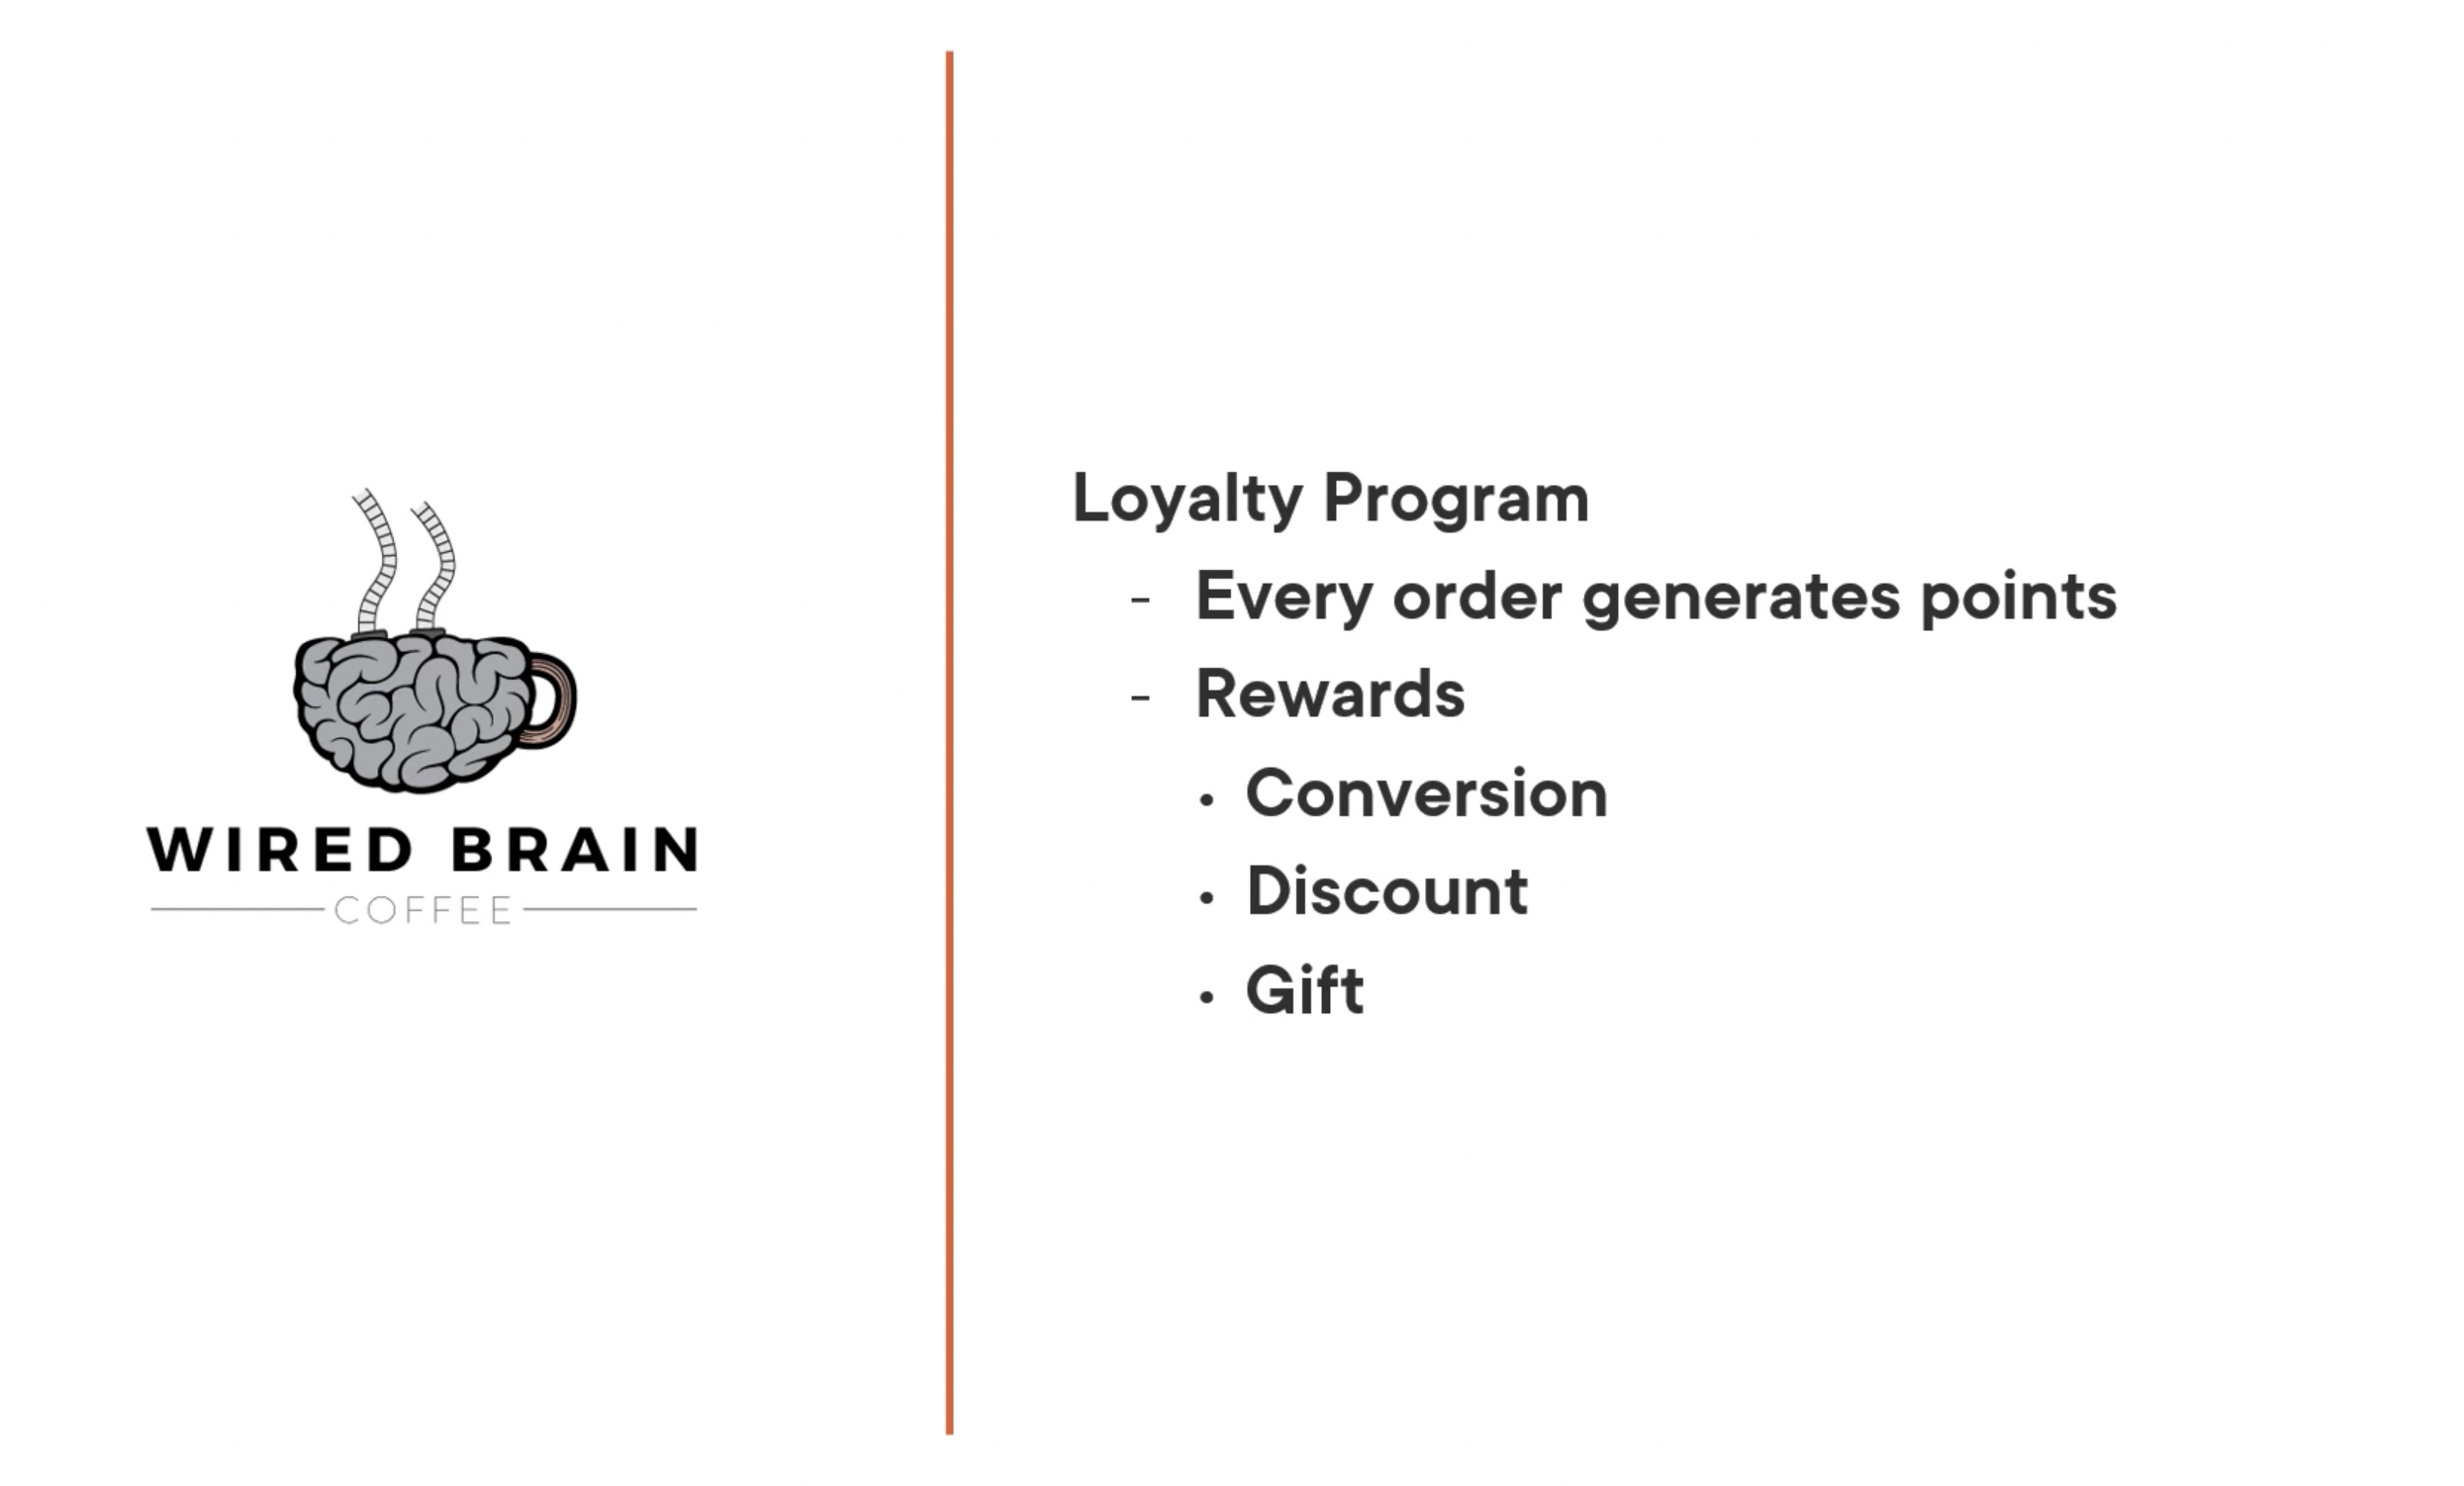 WIRED BRAIN
COFFEE
Loyalty Program
- Every order generates points
- Rewards
• Conversion
• Discount
• Gift